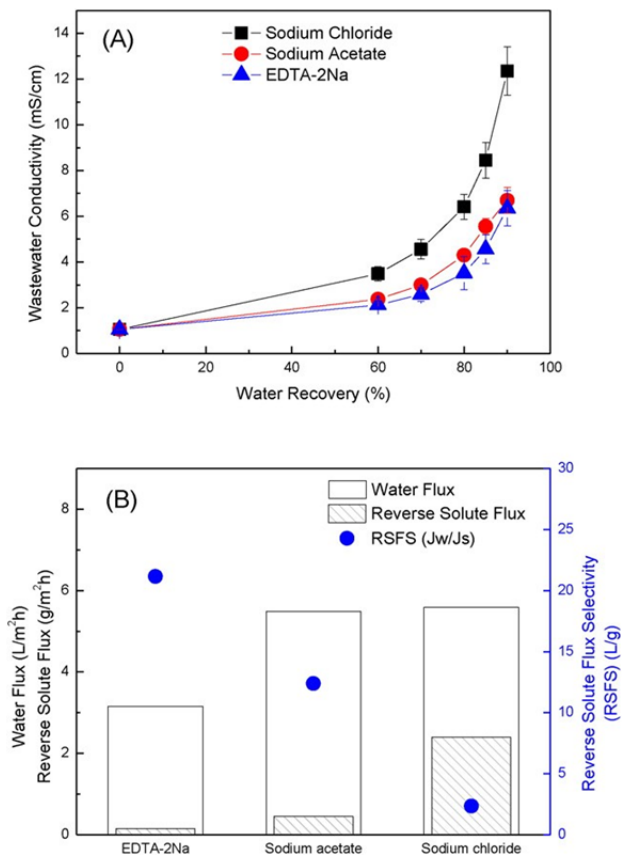 (A)
Sodium Chloride
Sodium Acetate
EDTA-2Na
14
12
10
8
6
4
2
0
Wastewater Conductivity (mS/cm)
0 20 40 60 80 100
Water Recovery (%)
(B)
Water Flux
Reverse Solute Flux
RSFS (Jw/Js)
8
6
4
2
0
Water Flux (L/m²h)
Reverse Solute Flux (g/m²h)
30
25
20
15
10
5
0
Reverse Solute Flux Selectivity
(RSFS) (L/g)
EDTA-2Na Sodium acetate Sodium chloride